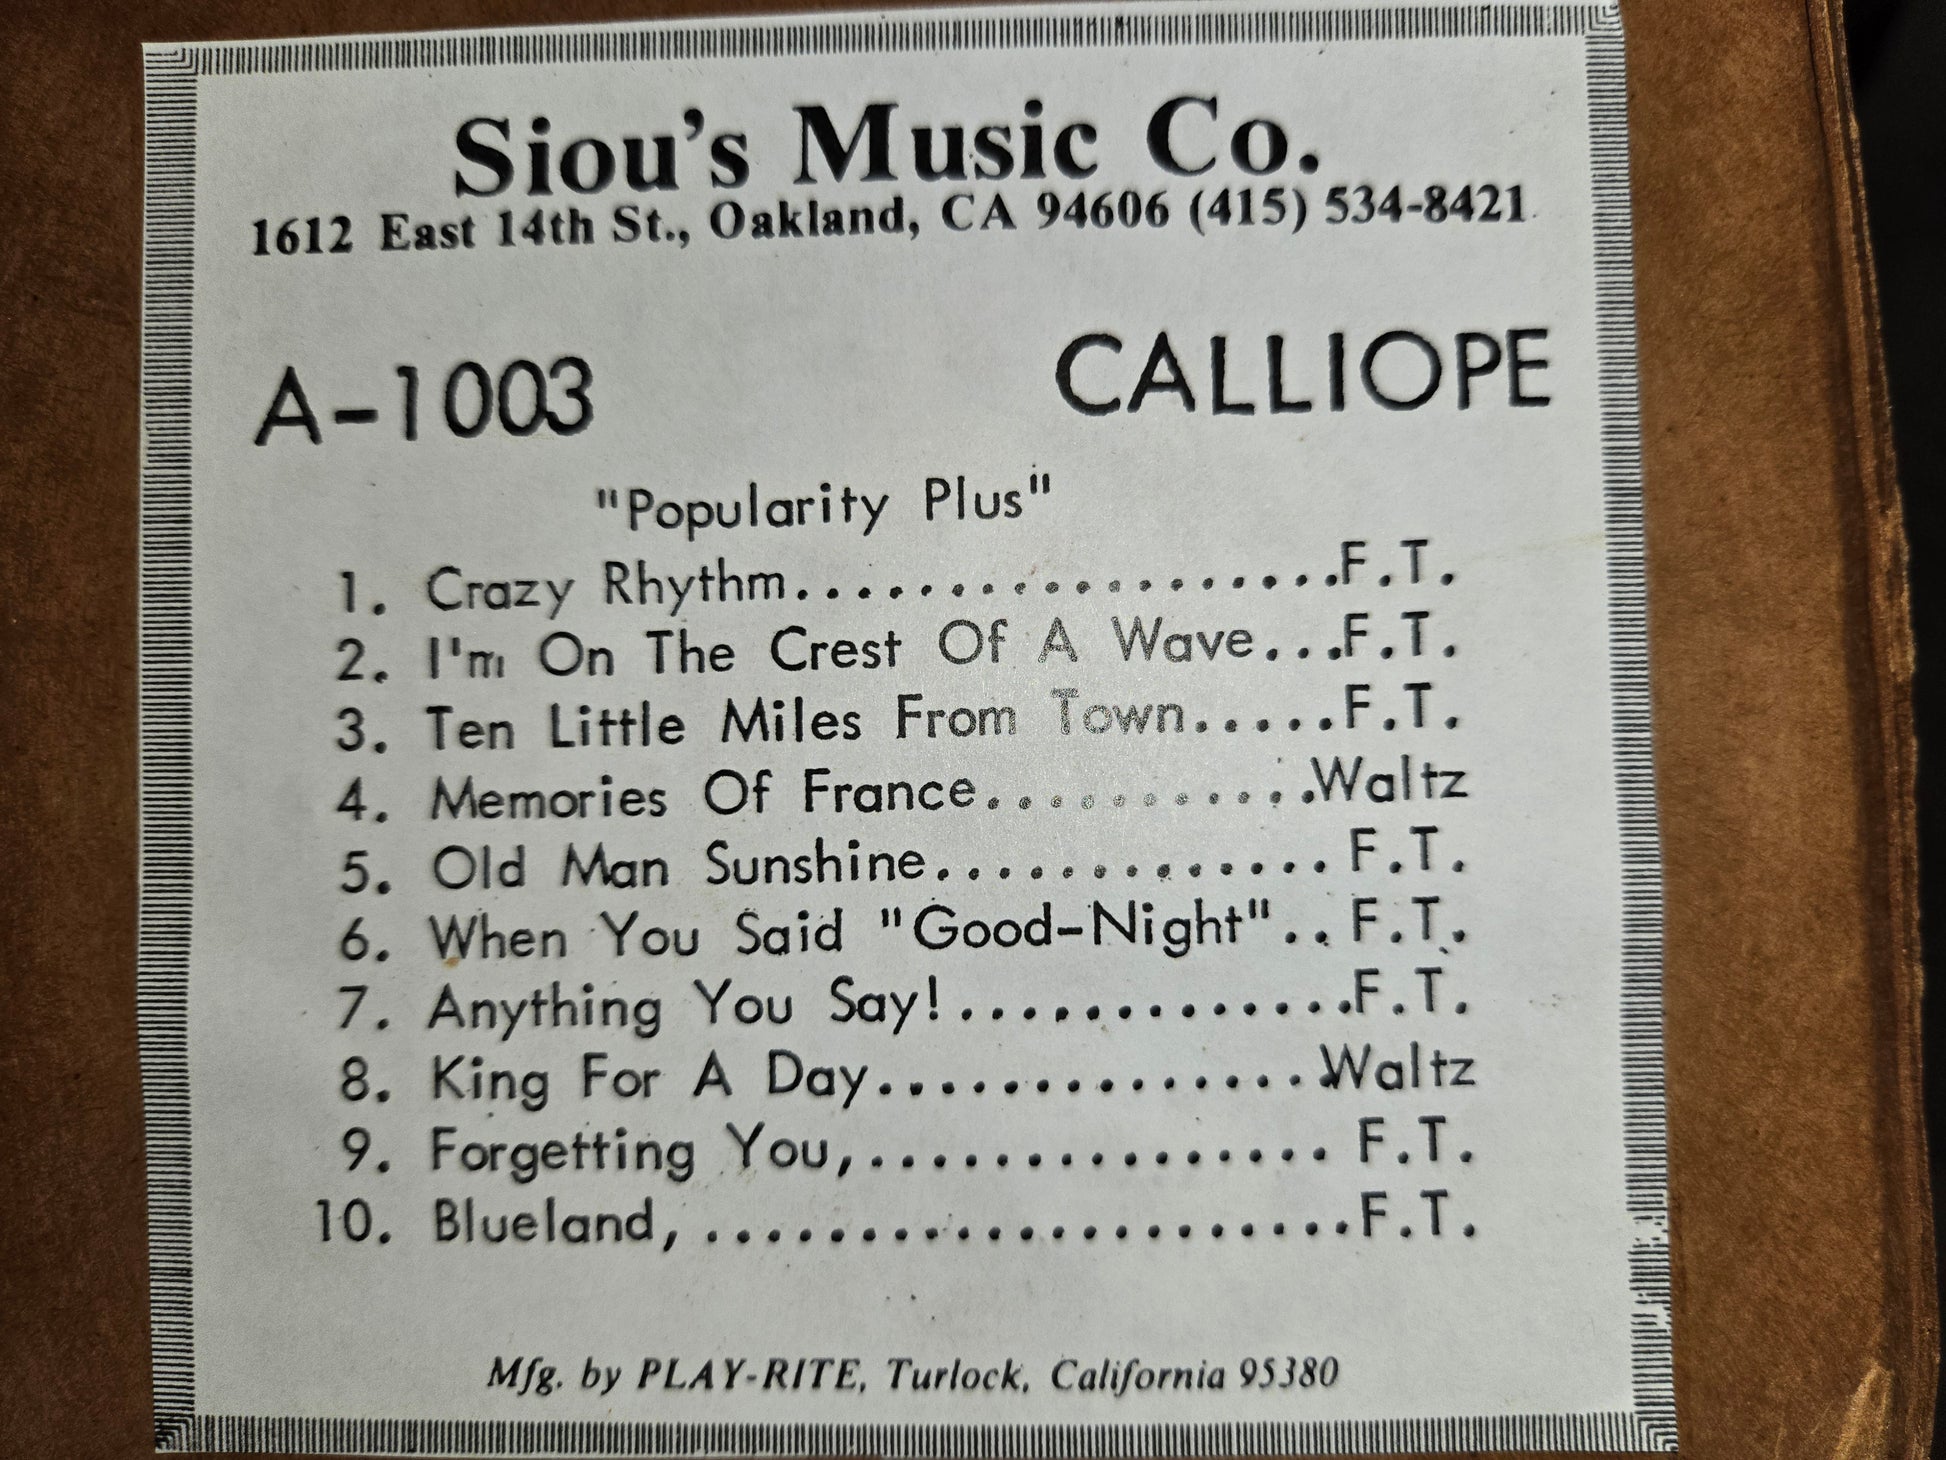 Siou's Music Co.
1612 East 14th St., Oakland, CA 94606 (415) 534-8421
A-1003 CALLIOPE
"Popularity Plus"
1. Crazy Rhythm..................F.T.
2. I'm On The Crest Of A Wave...F.T.
3. Ten Little Miles From Town.....F.T.
4. Memories Of France...........Waltz
5. Old Man Sunshine............. F.T.
6. When You Said "Good-Night".. F.T.
7. Anything You Say!.............F.T.
8. King For A Day...............Waltz
9. Forgetting You,............... F.T.
10. Blueland,.....................F.T.
Mfg. by PLAY-RITE, Turlock, California 95380